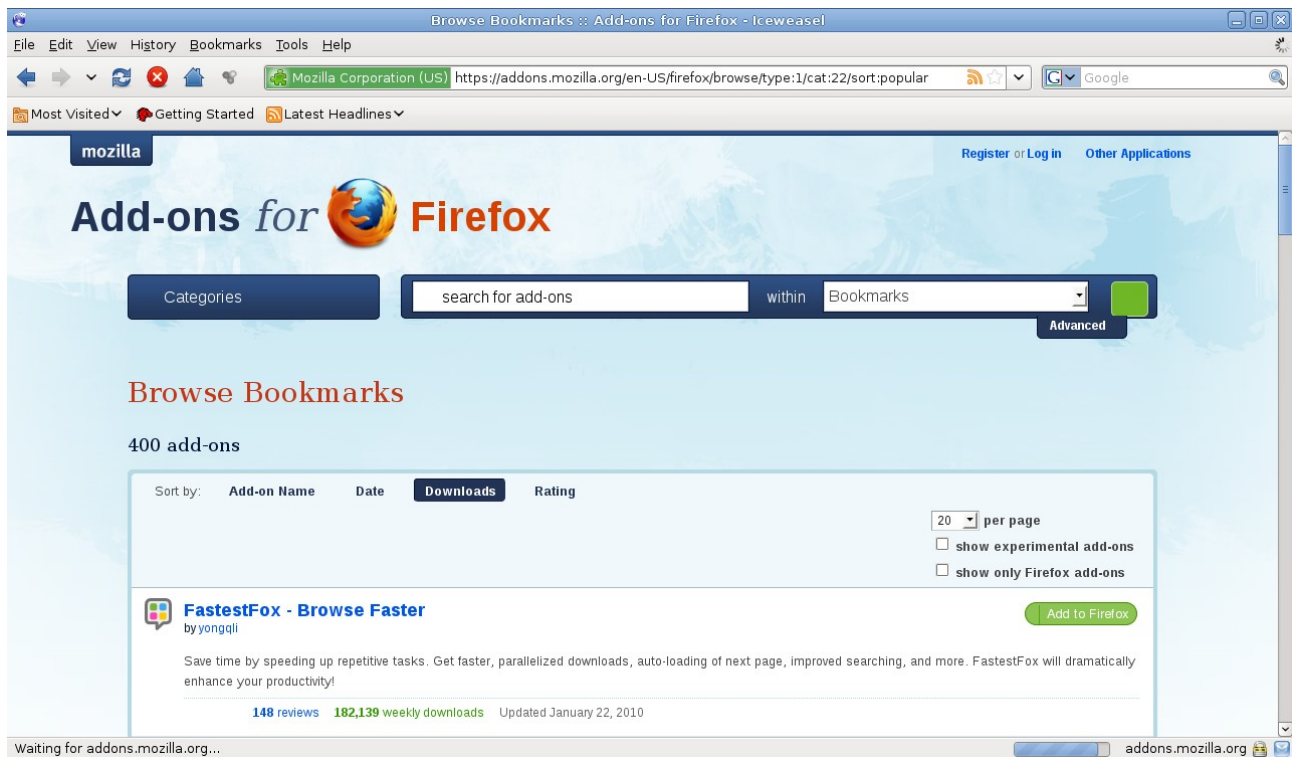 Browse Bookmarks :: Add-ons for Firefox - Iceweasel
File Edit View History Bookmarks Tools Help
Mozilla Corporation (US) https://addons.mozilla.org/en-US/firefox/browse/type:1/cat:22/sort:popular G Google
Most Visited Getting Started Latest Headlines
mozilla Register or Log in Other Applications
Add-ons for Firefox
Categories search for add-ons within Bookmarks
Advanced
Browse Bookmarks
400 add-ons
Sort by: Add-on Name Date Downloads Rating
20 per page
show experimental add-ons
show only Firefox add-ons
FastestFox - Browse Faster Add to Firefox
by yongqli
Save time by speeding up repetitive tasks. Get faster, parallelized downloads, auto-loading of next page, improved searching, and more. FastestFox will dramatically
enhance your productivity!
148 reviews 182,139 weekly downloads Updated January 22, 2010
Waiting for addons.mozilla.org... addons.mozilla.org